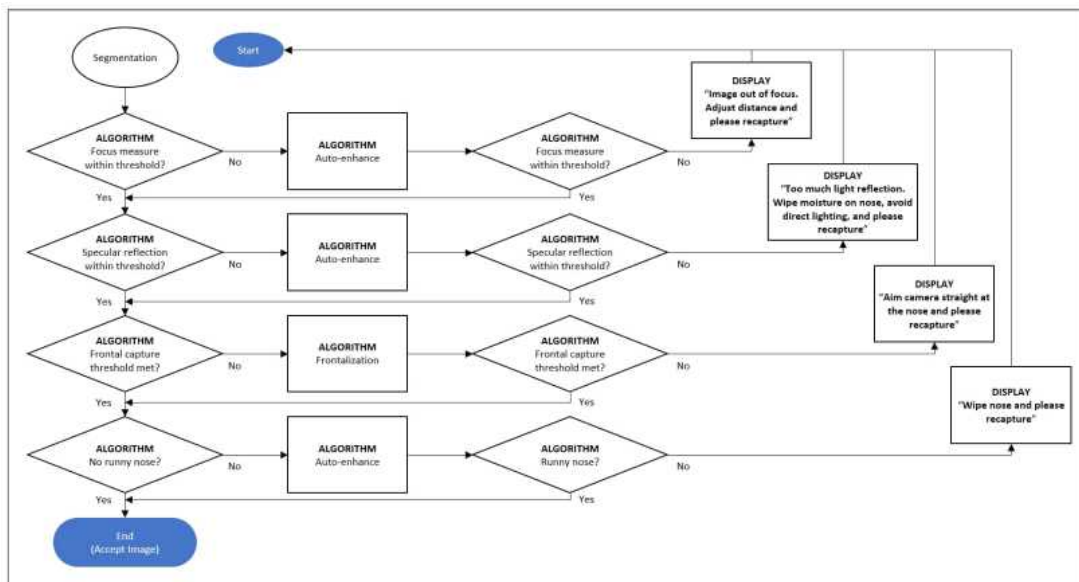 Segmentation
Start
DISPLAY
"Image out of focus.
Adjust distance and
please recapture"
ALGORITHM
Focus measure
within threshold?
No
ALGORITHM
Auto-enhance
ALGORITHM
Focus measure
within threshold?
No
Yes
Yes
DISPLAY
"Too much light reflection.
Wipe moisture on nose, avoid
direct lighting, and please
recapture"
ALGORITHM
Specular reflection
within threshold?
No
ALGORITHM
Auto-enhance
ALGORITHM
Specular reflection
within threshold?
No
Yes
Yes
DISPLAY
"Aim camera straight at
the nose and please
recapture"
ALGORITHM
Frontal capture
threshold met?
No
ALGORITHM
Frontalization
ALGORITHM
Frontal capture
threshold met?
No
Yes
Yes
DISPLAY
"Wipe nose and please
recapture"
ALGORITHM
No runny nose?
No
ALGORITHM
Auto-enhance
ALGORITHM
Runny nose?
No
Yes
Yes
End
(Accept Image)